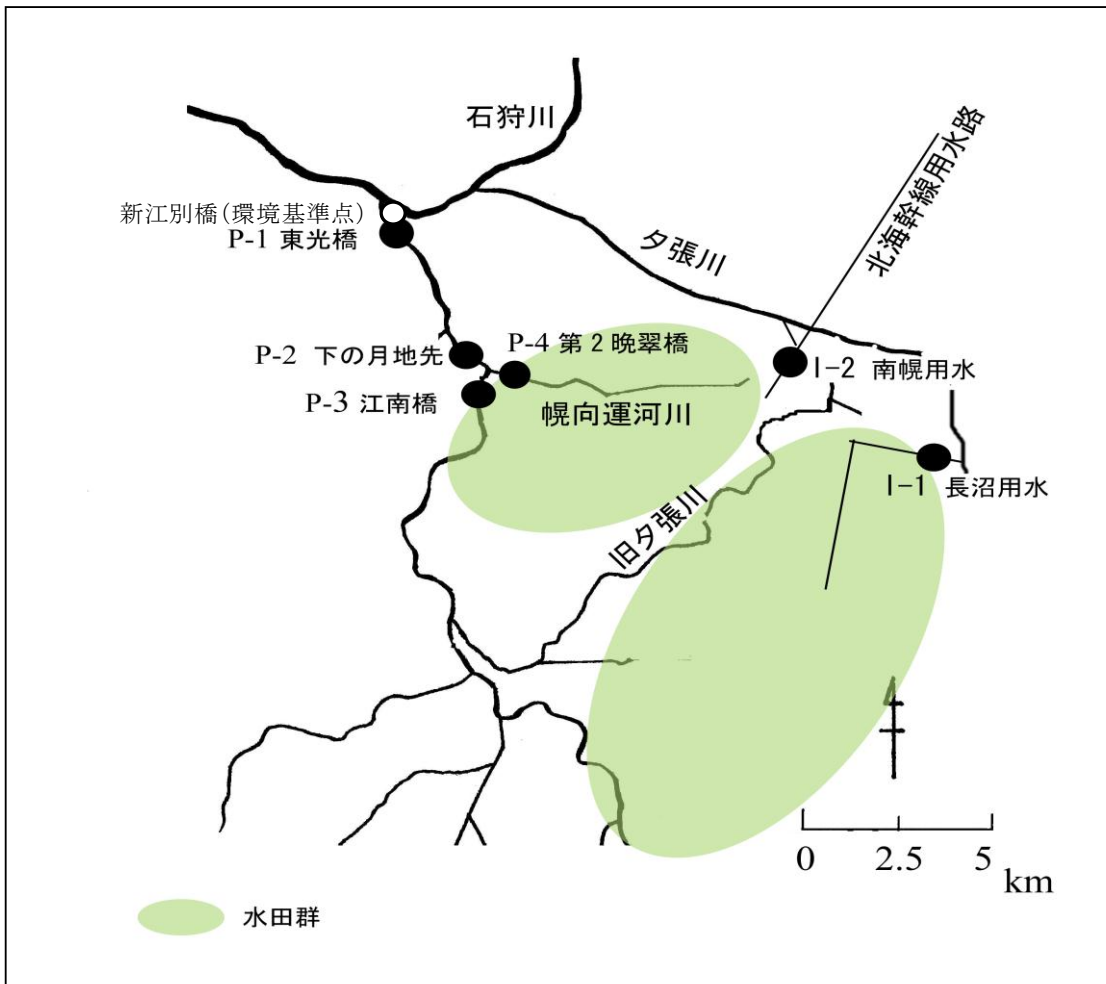 石狩川
新江別橋(環境基準点)
P-1 東光橋
夕張川
北海幹線用水路
P-2 下の月地先
P-4 第2晩翠橋
I-2 南幌用水
P-3 江南橋
幌向運河川
I-1 長沼用水
旧夕張川
0 2.5 5
km
水田群